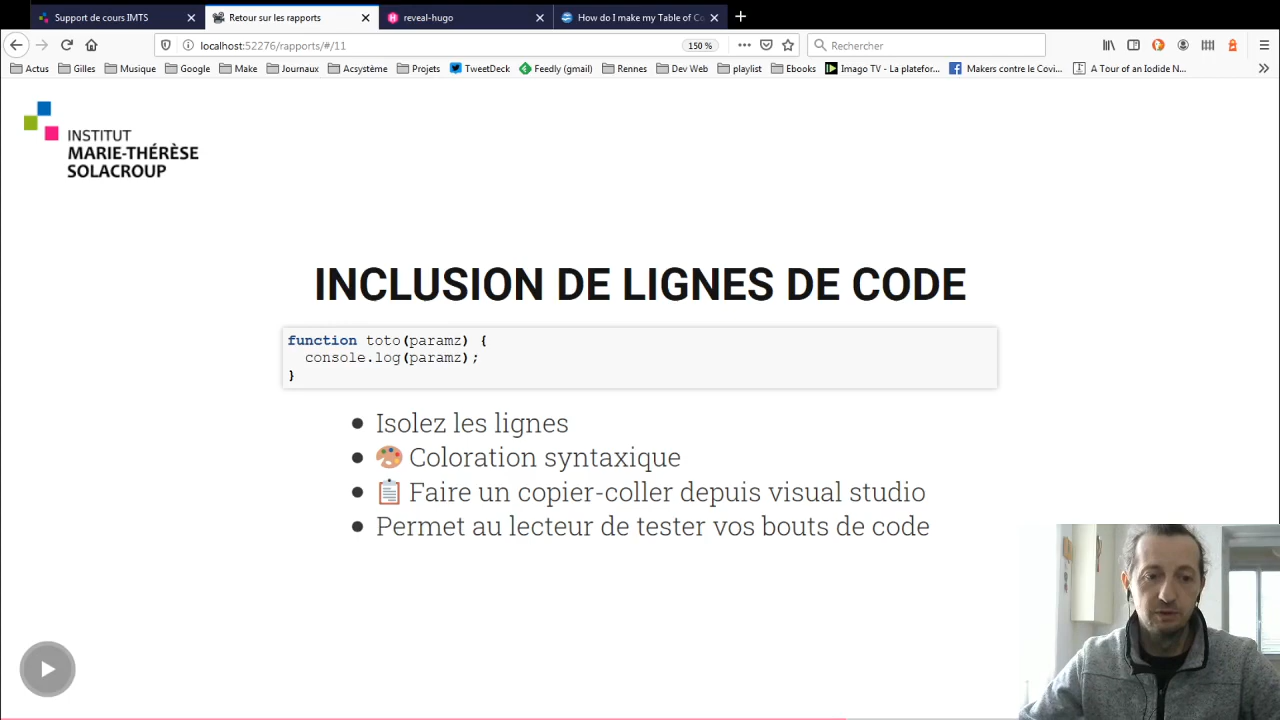 Support de cours IMTS
Retour sur les rapports
reveal-hugo
How do I make my Table of Co
localhost:52276/rapports/#/11
150 %
Rechercher
Actus
Gilles
Musique
Google
Make
Journaux
Acsystème
Projets
TweetDeck
Feedly (gmail)
Rennes
Dev Web
playlist
Ebooks
Imago TV - La platefor...
Makers contre le Covi...
A Tour of an Iodide N...
INSTITUT
MARIE-THÉRÈSE
SOLACROUP
INCLUSION DE LIGNES DE CODE
function toto(paramz) {
console.log(paramz);
}
Isolez les lignes
Coloration syntaxique
Faire un copier-coller depuis visual studio
Permet au lecteur de tester vos bouts de code